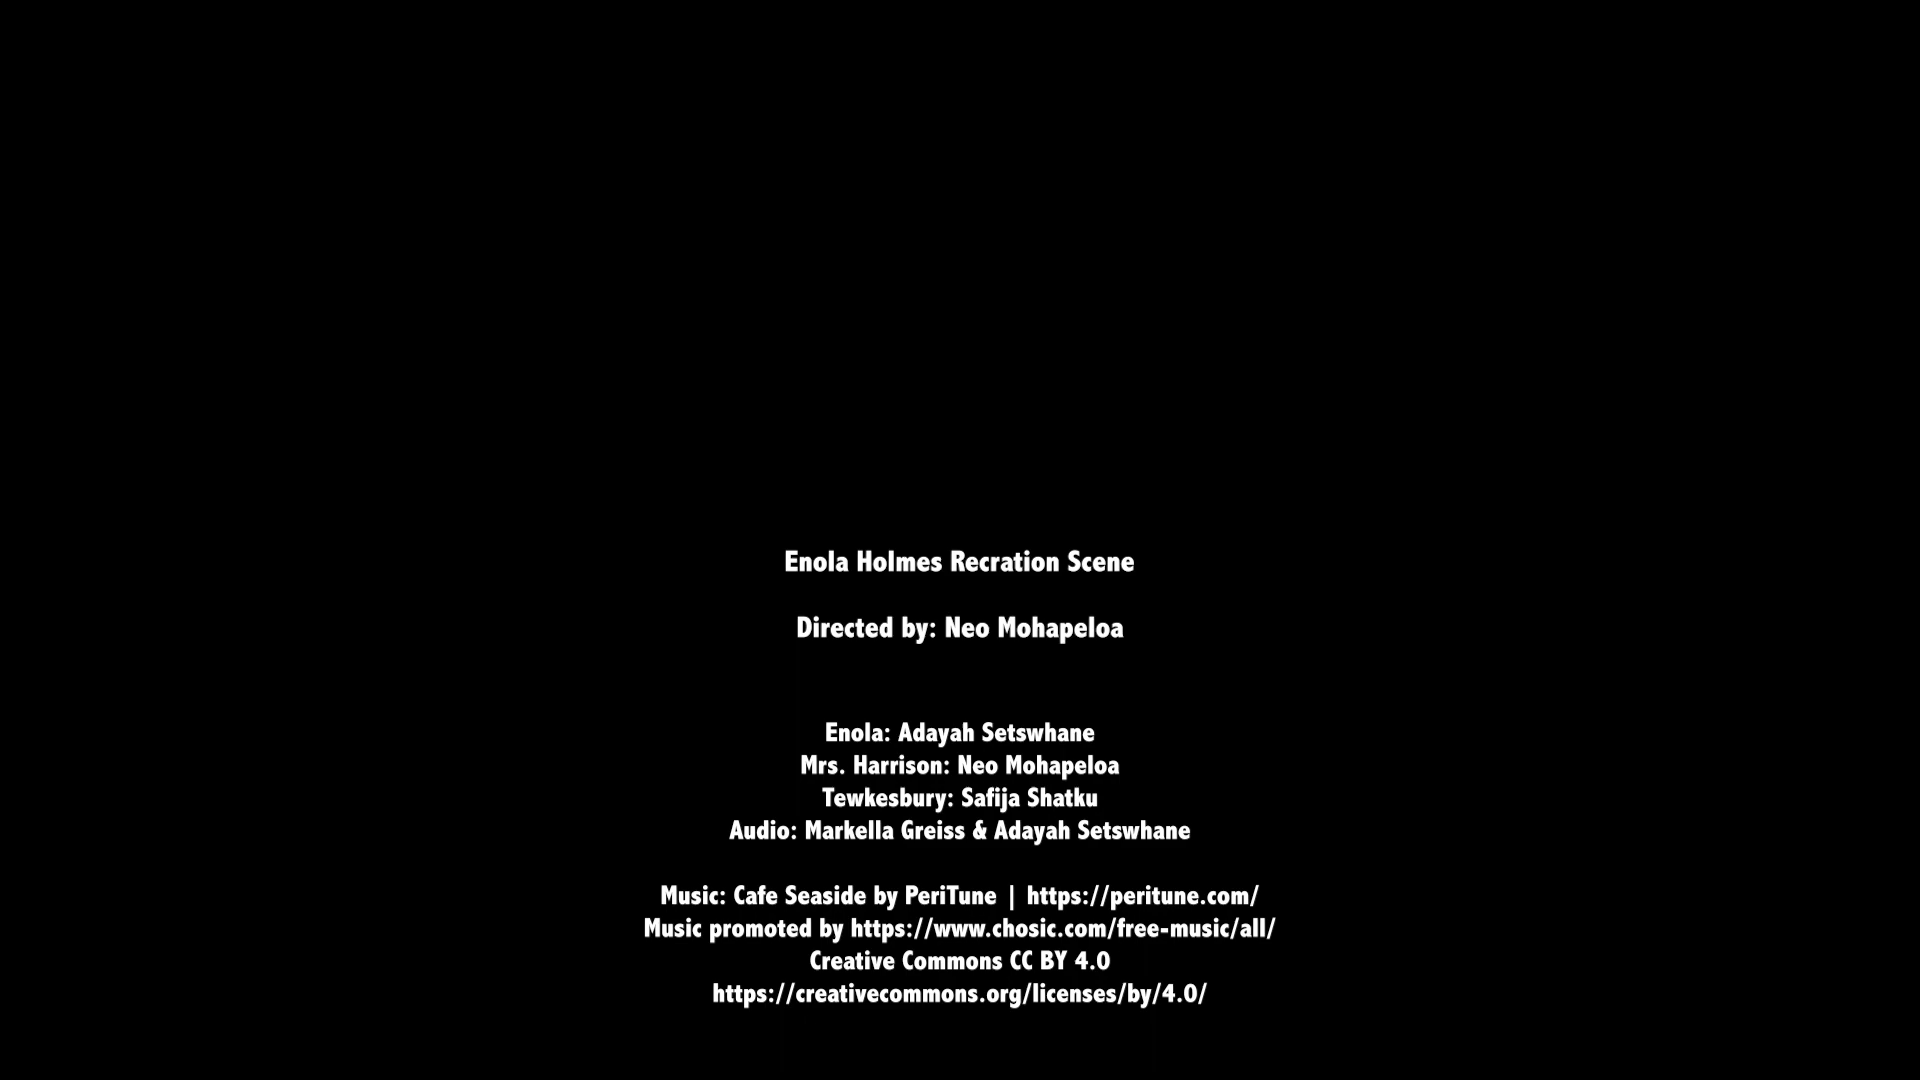 Enola Holmes Recration Scene
Directed by: Neo Mohapeloa
Enola: Adayah Setswhane
Mrs. Harrison: Neo Mohapeloa
Tewkesbury: Safija Shatku
Audio: Markella Greiss & Adayah Setswhane
Music: Cafe Seaside by PeriTune | https://peritune.com/
Music promoted by https://www.chosic.com/free-music/all/
Creative Commons CC BY 4.0
https://creativecommons.org/licenses/by/4.0/